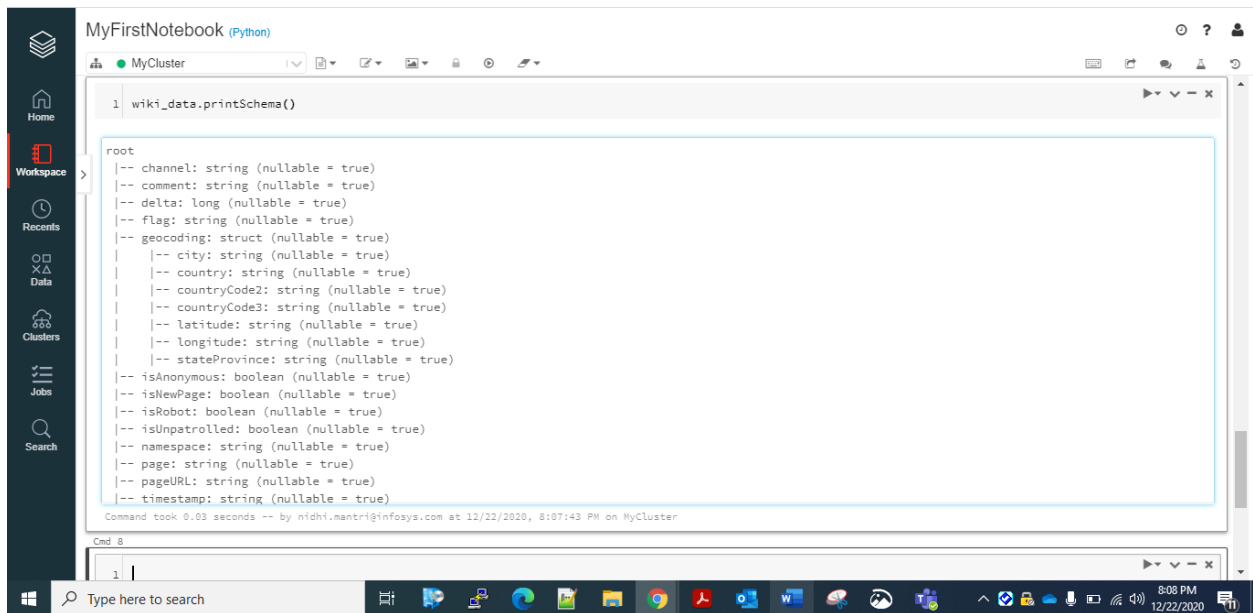 MyFirstNotebook (Python)
?
MyCluster
Home
Workspace
Recents
Data
Clusters
Jobs
Search
1 wiki_data.printSchema()
root
|-- channel: string (nullable = true)
|-- comment: string (nullable = true)
|-- delta: long (nullable = true)
|-- flag: string (nullable = true)
|-- geocoding: struct (nullable = true)
| |-- city: string (nullable = true)
| |-- country: string (nullable = true)
| |-- countryCode2: string (nullable = true)
| |-- countryCode3: string (nullable = true)
| |-- latitude: string (nullable = true)
| |-- longitude: string (nullable = true)
| |-- stateProvince: string (nullable = true)
|-- isAnonymous: boolean (nullable = true)
|-- isNewPage: boolean (nullable = true)
|-- isRobot: boolean (nullable = true)
|-- isUnpatrolled: boolean (nullable = true)
|-- namespace: string (nullable = true)
|-- page: string (nullable = true)
|-- pageURL: string (nullable = true)
|-- timestamp: string (nullable = true)
Command took 0.03 seconds -- by nidhi.mantri@infosys.com at 12/22/2020, 8:07:43 PM on MyCluster
Cmd 8
1
Type here to search
8:08 PM
12/22/2020